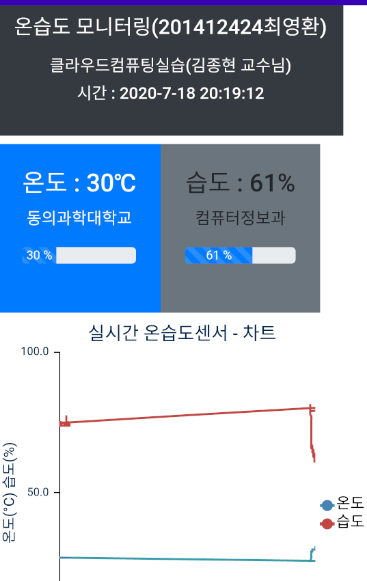 온습도 모니터링(201412424최영환)
클라우드컴퓨팅실습(김종현 교수님)
시간 : 2020-7-18 20:19:12
온도 : 30℃
동의과학대학교
30 %
습도 : 61%
컴퓨터정보과
61 %
실시간 온습도센서 - 차트
100.0
50.0
온도(°C) 습도(%)
온도
습도